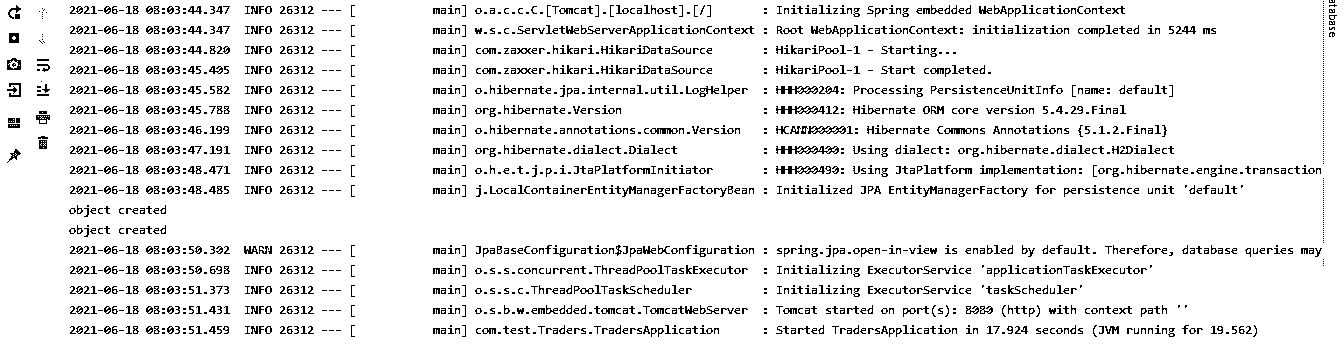 2021-06-18 08:03:44.347  INFO 26312 --- [           main] o.a.c.c.C.[Tomcat].[localhost].[/]       : Initializing Spring embedded WebApplicationContext
2021-06-18 08:03:44.347  INFO 26312 --- [           main] w.s.c.ServletWebServerApplicationContext : Root WebApplicationContext: initialization completed in 5244 ms
2021-06-18 08:03:44.820  INFO 26312 --- [           main] com.zaxxer.hikari.HikariDataSource       : HikariPool-1 - Starting...
2021-06-18 08:03:45.405  INFO 26312 --- [           main] com.zaxxer.hikari.HikariDataSource       : HikariPool-1 - Start completed.
2021-06-18 08:03:45.582  INFO 26312 --- [           main] o.hibernate.jpa.internal.util.LogHelper  : HHH000204: Processing PersistenceUnitInfo [name: default]
2021-06-18 08:03:45.788  INFO 26312 --- [           main] org.hibernate.Version                    : HHH000412: Hibernate ORM core version 5.4.29.Final
2021-06-18 08:03:46.199  INFO 26312 --- [           main] o.hibernate.annotations.common.Version   : HCANN000001: Hibernate Commons Annotations {5.1.2.Final}
2021-06-18 08:03:47.191  INFO 26312 --- [           main] org.hibernate.dialect.Dialect            : HHH000400: Using dialect: org.hibernate.dialect.H2Dialect
2021-06-18 08:03:48.471  INFO 26312 --- [           main] o.h.e.t.j.p.i.JtaPlatformInitiator       : HHH000490: Using JtaPlatform implementation: [org.hibernate.engine.transaction
2021-06-18 08:03:48.485  INFO 26312 --- [           main] j.LocalContainerEntityManagerFactoryBean : Initialized JPA EntityManagerFactory for persistence unit 'default'
object created
object created
2021-06-18 08:03:50.302  WARN 26312 --- [           main] JpaBaseConfiguration$JpaWebConfiguration : spring.jpa.open-in-view is enabled by default. Therefore, database queries may
2021-06-18 08:03:50.698  INFO 26312 --- [           main] o.s.s.concurrent.ThreadPoolTaskExecutor  : Initializing ExecutorService 'applicationTaskExecutor'
2021-06-18 08:03:51.373  INFO 26312 --- [           main] o.s.s.c.ThreadPoolTaskScheduler          : Initializing ExecutorService 'taskScheduler'
2021-06-18 08:03:51.431  INFO 26312 --- [           main] o.s.b.w.embedded.tomcat.TomcatWebServer  : Tomcat started on port(s): 8080 (http) with context path ''
2021-06-18 08:03:51.459  INFO 26312 --- [           main] com.test.Traders.TradersApplication      : Started TradersApplication in 17.924 seconds (JVM running for 19.562)
atabase